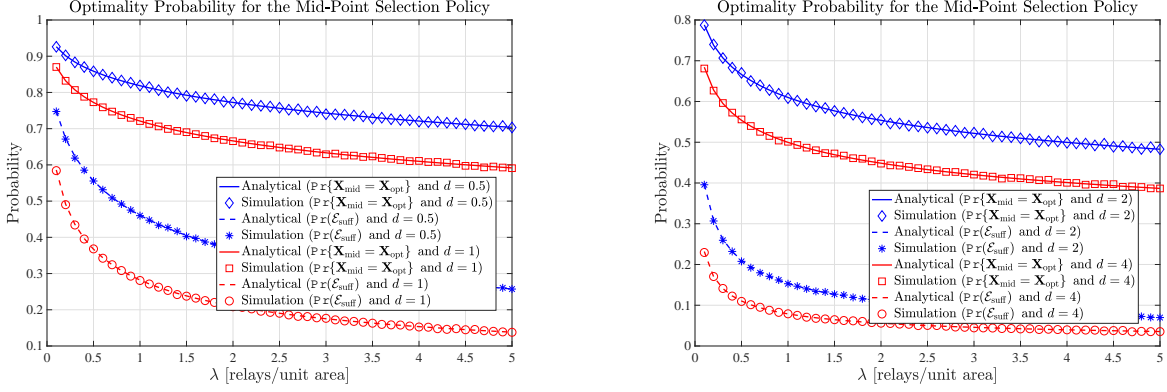 Optimality Probability for the Mid-Point Selection Policy
1
0.9
0.8
0.7
0.6
0.5
0.4
0.3
0.2
0.1
Probability
0 0.5 1 1.5 2 2.5 3 3.5 4 4.5 5
λ [relays/unit area]
Analytical (Pr{X_mid = X_opt} and d = 0.5)
Simulation (Pr{X_mid = X_opt} and d = 0.5)
Analytical (Pr(ℰ_suff) and d = 0.5)
Simulation (Pr(ℰ_suff) and d = 0.5)
Analytical (Pr{X_mid = X_opt} and d = 1)
Simulation (Pr{X_mid = X_opt} and d = 1)
Analytical (Pr(ℰ_suff) and d = 1)
Simulation (Pr(ℰ_suff) and d = 1)
Optimality Probability for the Mid-Point Selection Policy
0.8
0.7
0.6
0.5
0.4
0.3
0.2
0.1
0
Probability
0 0.5 1 1.5 2 2.5 3 3.5 4 4.5 5
λ [relays/unit area]
Analytical (Pr{X_mid = X_opt} and d = 2)
Simulation (Pr{X_mid = X_opt} and d = 2)
Analytical (Pr(ℰ_suff) and d = 2)
Simulation (Pr(ℰ_suff) and d = 2)
Analytical (Pr{X_mid = X_opt} and d = 4)
Simulation (Pr{X_mid = X_opt} and d = 4)
Analytical (Pr(ℰ_suff) and d = 4)
Simulation (Pr(ℰ_suff) and d = 4)